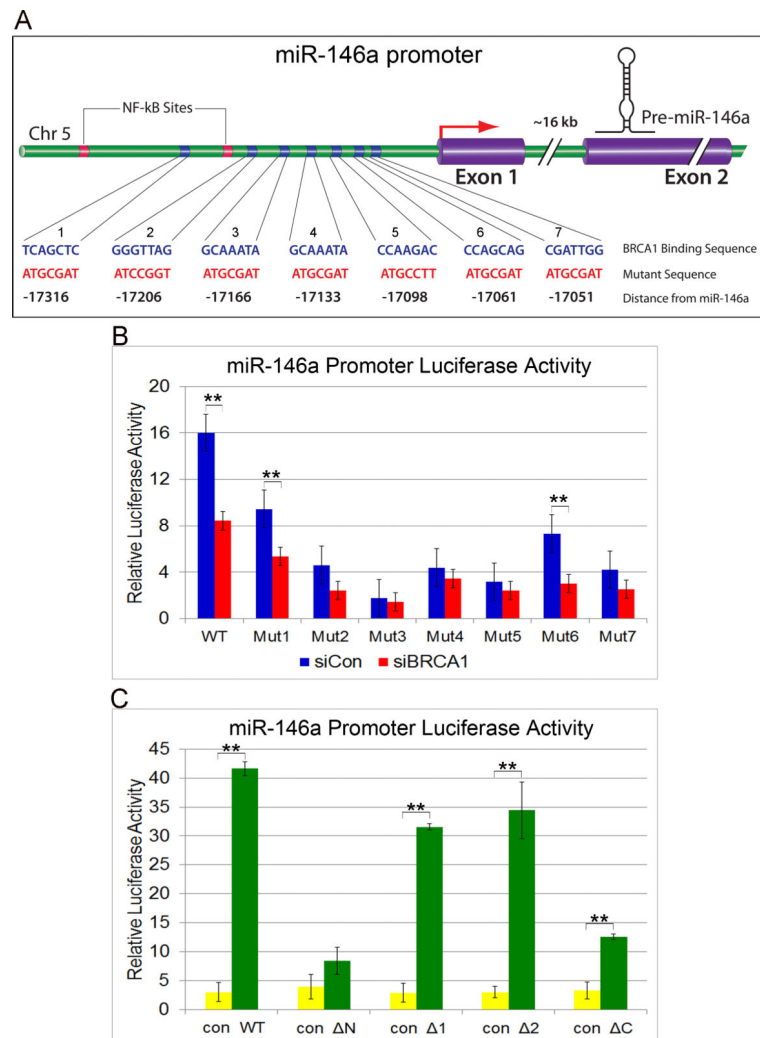 A
miR-146a promoter
NF-kB Sites
Chr 5
~16 kb
Pre-miR-146a
Exon 1
Exon 2
1 2 3 4 5 6 7
TCAGCTC GGGTTAG GCAAATA GCAAATA CCAAGAC CCAGCAG CGATTGG BRCA1 Binding Sequence
ATGCGAT ATCCGGT ATGCGAT ATGCGAT ATGCCTT ATGCGAT ATGCGAT Mutant Sequence
-17316 -17206 -17166 -17133 -17098 -17061 -17051 Distance from miR-146a
B
miR-146a Promoter Luciferase Activity
Relative Luciferase Activity
20
16
12
8
4
0
** ** **
WT Mut1 Mut2 Mut3 Mut4 Mut5 Mut6 Mut7
siCon siBRCA1
C
miR-146a Promoter Luciferase Activity
Relative Luciferase Activity
45
40
35
30
25
20
15
10
5
0
** ** ** **
con WT con ΔN con Δ1 con Δ2 con ΔC